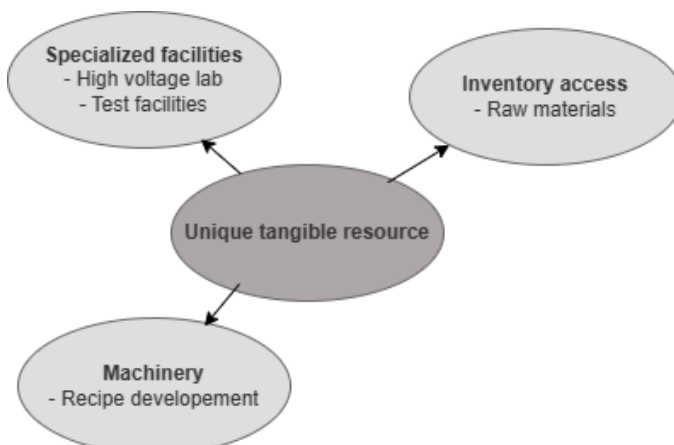 Specialized facilities
- High voltage lab
- Test facilities
Inventory access
- Raw materials
Unique tangible resource
Machinery
- Recipe developement